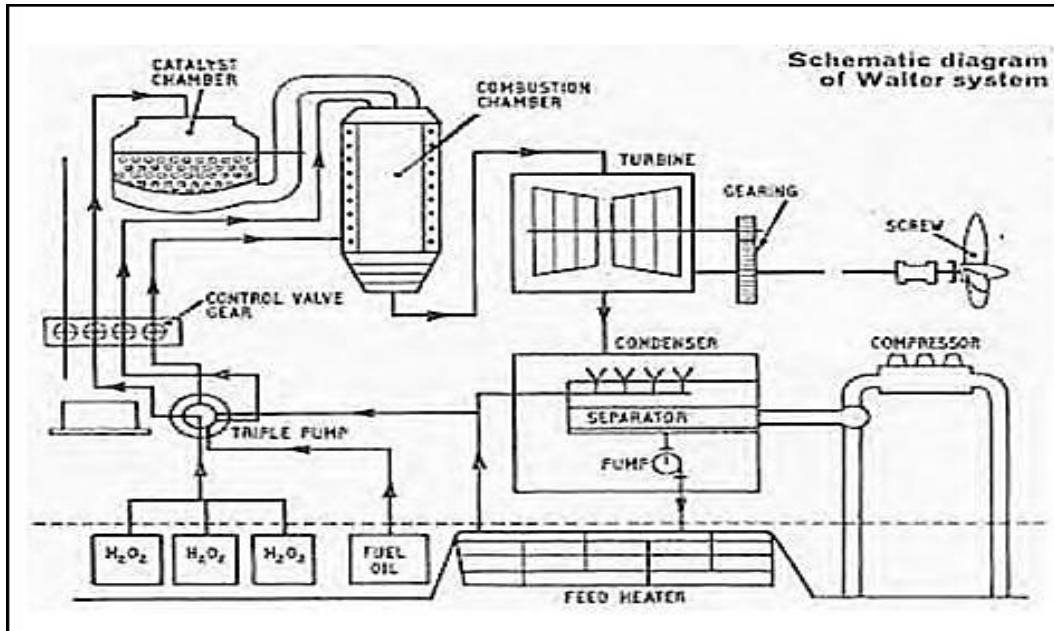 Schematic diagram
of Walter system
CATALYST
CHAMBER
COMBUSTION
CHAMBER
TURBINE
GEARING
SCREW
CONTROL VALVE
GEAR
CONDENSER
COMPRESSOR
SEPARATOR
TRIPLE PUMP
PUMP
H₂O₂
H₂O₂
H₂O₂
FUEL
OIL
FEED HEATER